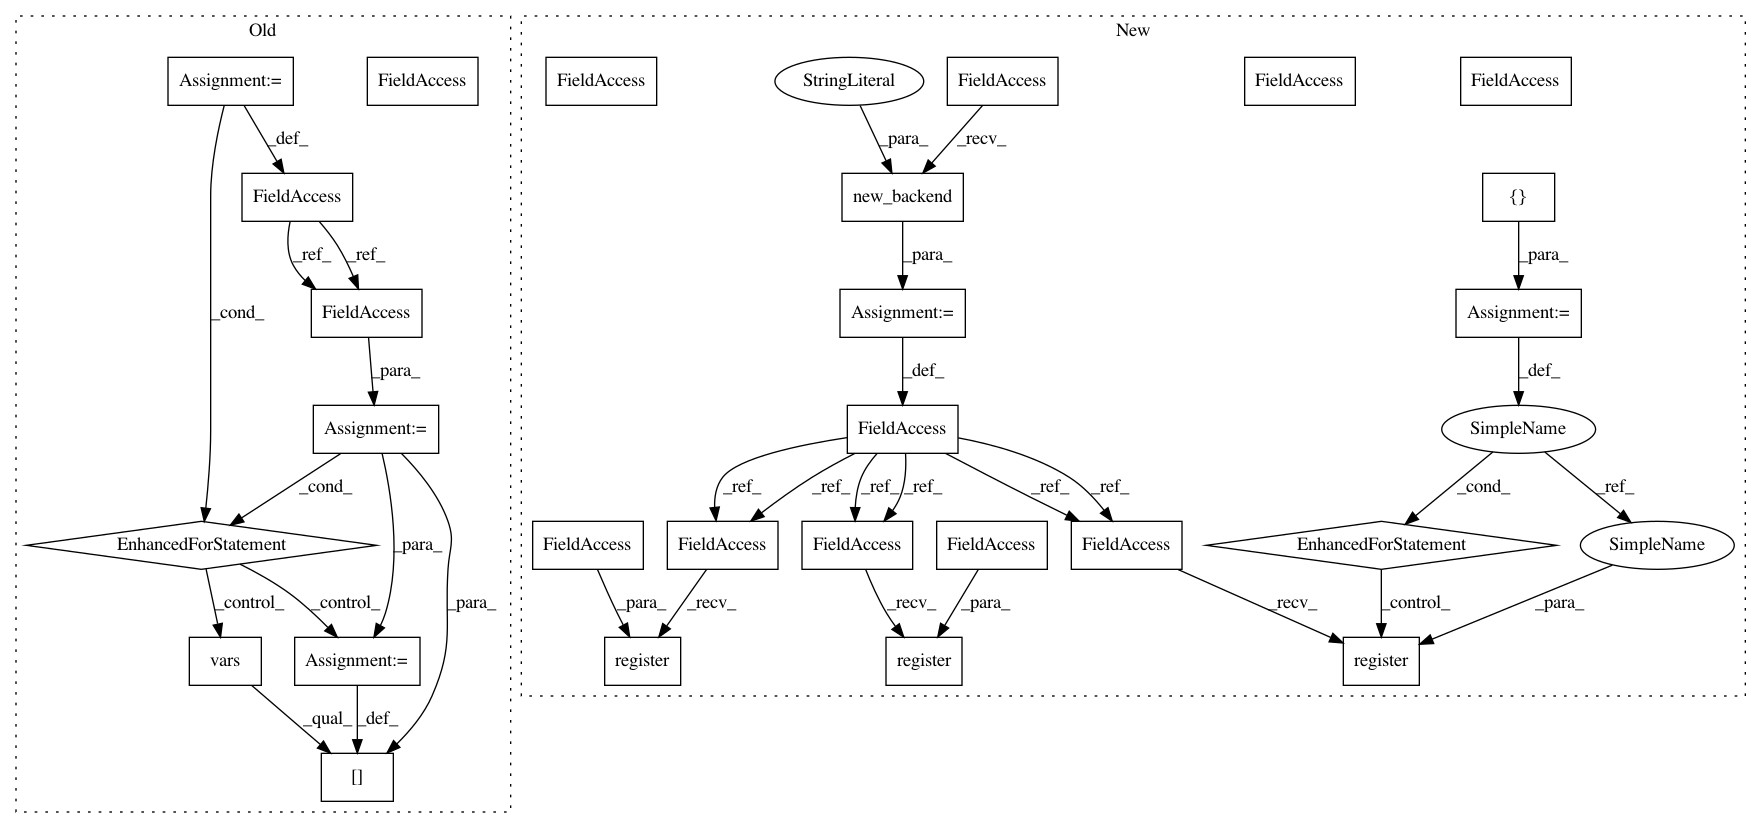 Old
New
Assignment:=
FieldAccess
FieldAccess
StringLiteral
FieldAccess
FieldAccess
FieldAccess
_def_
_para_
_recv_
FieldAccess
new_backend
{}
_ref_
_ref_
_para_
_para_
_cond_
FieldAccess
Assignment:=
Assignment:=
_para_
_def_
_def_
Assignment:=
FieldAccess
SimpleName
_cond_
_ref_
_ref_
_ref_
_ref_
_ref_
_ref_
_cond_
_ref_
EnhancedForStatement
_para_
FieldAccess
FieldAccess
FieldAccess
FieldAccess
FieldAccess
EnhancedForStatement
SimpleName
_control_
_control_
_para_
_para_
_recv_
_recv_
_para_
_recv_
_control_
_para_
vars
Assignment:=
register
register
register
_qual_
_def_
[]